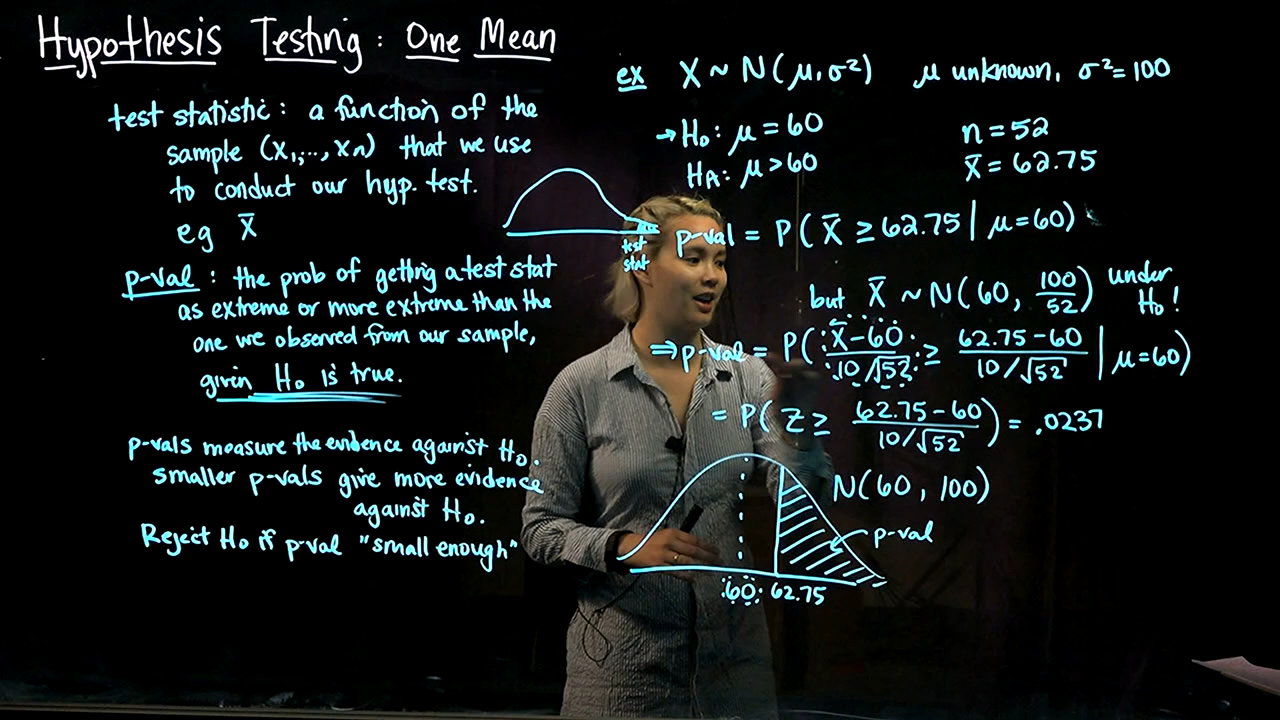 Hypothesis Testing: One Mean
test statistic: a function of the
sample (X1,..., Xn) that we use
to conduct our hyp. test.
eg X̄
test
stat
p-val: the prob of getting a test stat
as extreme or more extreme than the
one we observed from our sample,
given H0 is true.
p-vals measure the evidence against H0.
smaller p-vals give more evidence
against H0.
Reject H0 if p-val "small enough"
ex X ~ N(μ, σ²) μ unknown, σ² = 100
→ H0: μ = 60 n = 52
HA: μ > 60 x̄ = 62.75
p-val = P( X̄ ≥ 62.75 | μ = 60)
but X̄ ~ N(60, 100/52) under H0!
⇒ p-val = P( X̄-60 / 10/√52 ≥ 62.75-60 / 10/√52 | μ = 60)
= P( Z ≥ 62.75-60 / 10/√52 ) = .0237
N(60, 100)
p-val
60 62.75